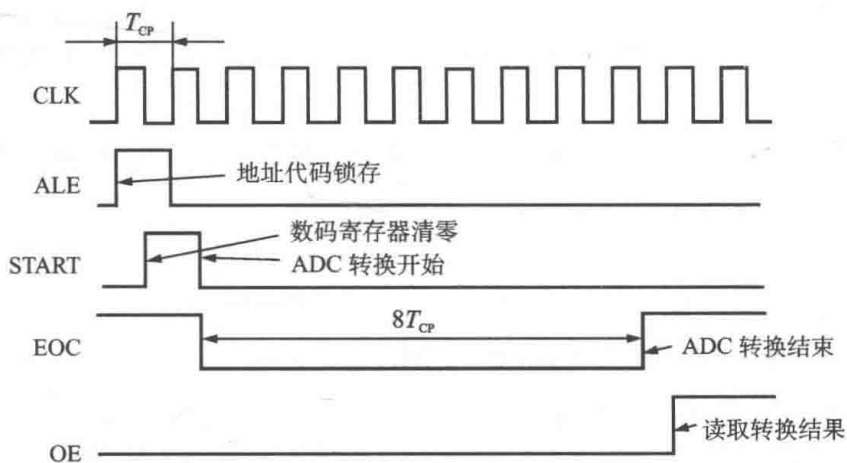 T_CP
CLK
ALE
地址代码锁存
数码寄存器清零
START
ADC 转换开始
8T_CP
EOC
ADC 转换结束
读取转换结果
OE